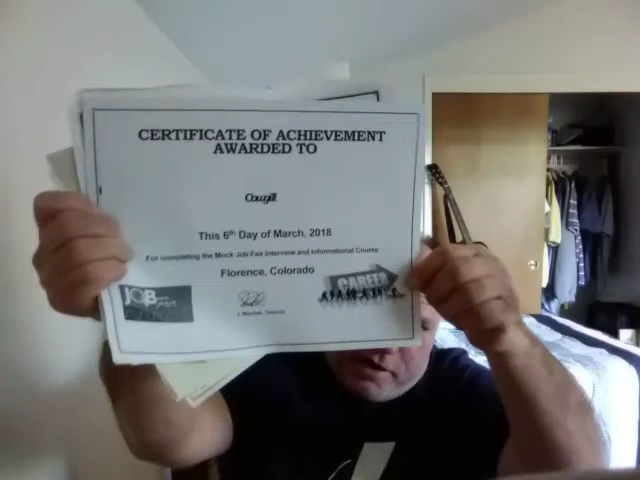 CERTIFICATE OF ACHIEVEMENT
AWARDED TO
Cowgill
This 6th Day of March, 2018
For completing the Mock Job Fair Interview and Informational Course
Florence, Colorado
JOB
CAREER